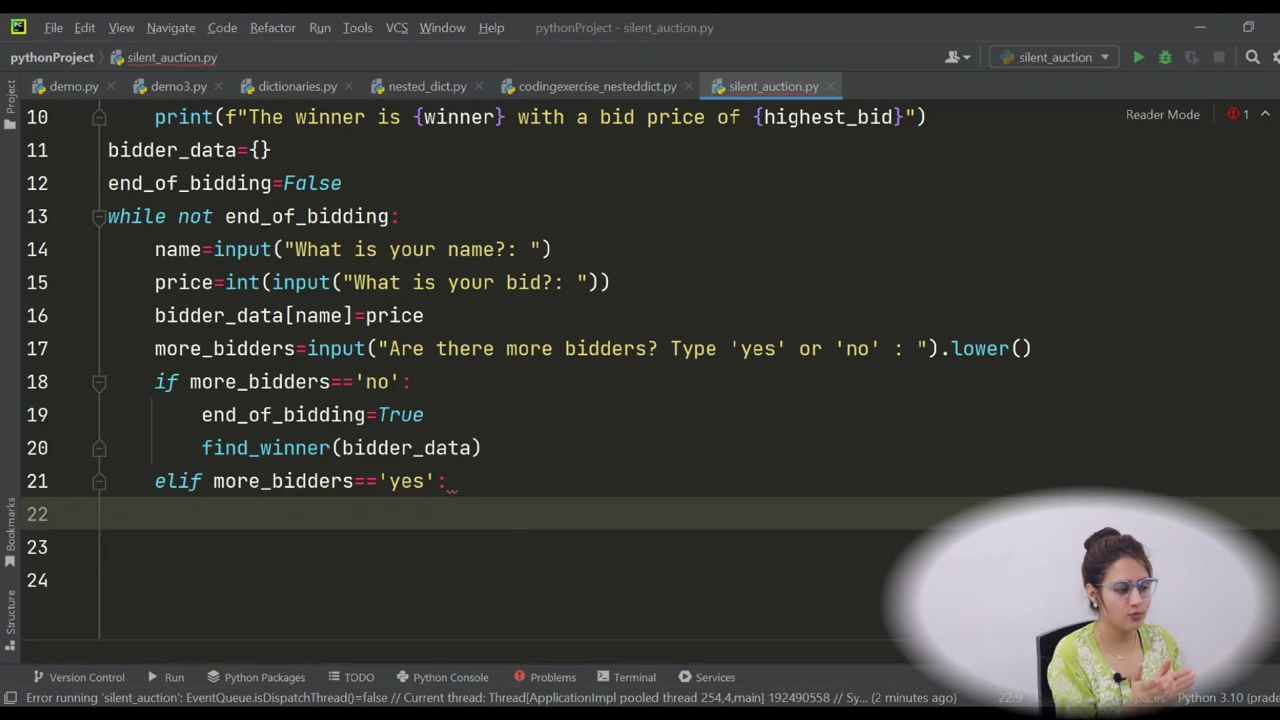 File Edit View Navigate Code Refactor Run Tools VCS Window Help pythonProject - silent_auction.py
pythonProject silent_auction.py silent_auction
Project demo.py demo3.py dictionaries.py nested_dict.py codingexercise_nesteddict.py silent_auction.py
Reader Mode 1
10 print(f"The winner is {winner} with a bid price of {highest_bid}")
11 bidder_data={}
12 end_of_bidding=False
13 while not end_of_bidding:
14 name=input("What is your name?: ")
15 price=int(input("What is your bid?: "))
16 bidder_data[name]=price
17 more_bidders=input("Are there more bidders? Type 'yes' or 'no' : ").lower()
18 if more_bidders=='no':
19 end_of_bidding=True
20 find_winner(bidder_data)
21 elif more_bidders=='yes':
22
23
24
Bookmarks
Structure
Version Control Run Python Packages TODO Python Console Problems Terminal Services
Error running 'silent_auction': EventQueue.isDispatchThread()=false // Current thread: Thread[ApplicationImpl pooled thread 254,4,main] 192490558 // Sy... (2 minutes ago) 22:9 Python 3.10